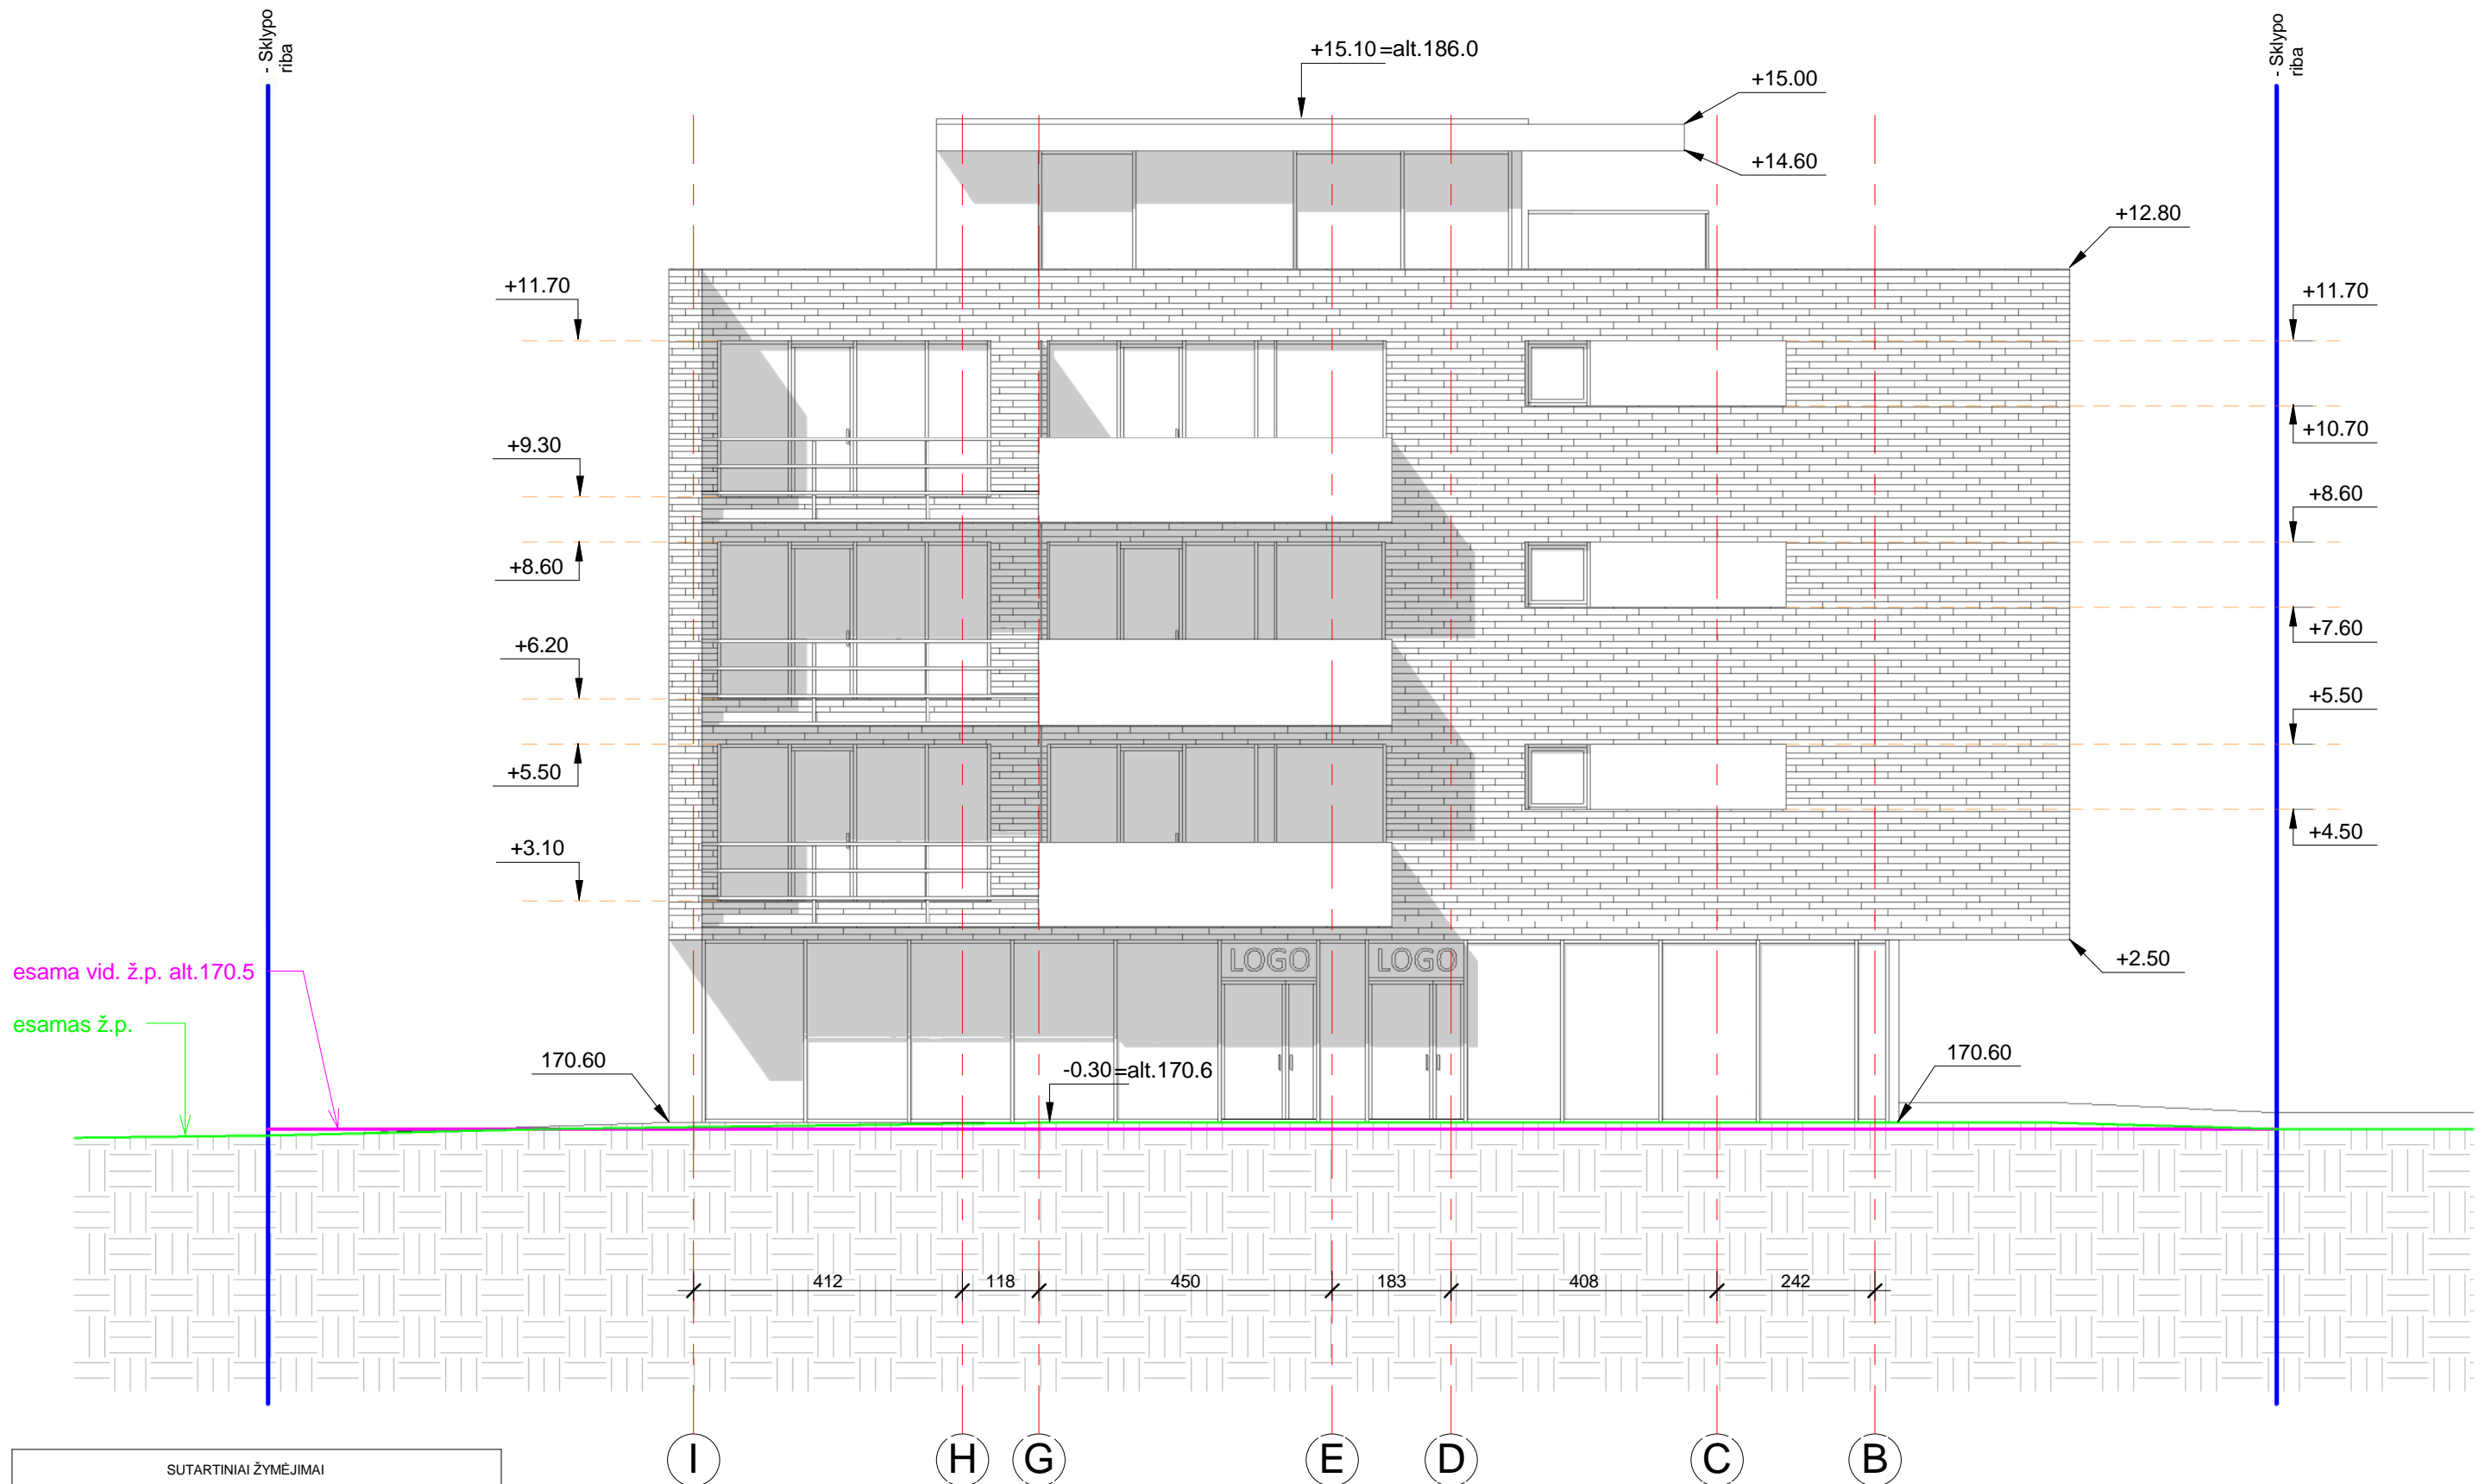 - Sklypo
riba
- Sklypo
riba
+15.10=alt.186.0
+15.00
+14.60
+12.80
+11.70
+11.70
+10.70
+9.30
+8.60
+8.60
+7.60
+6.20
+5.50
+5.50
+4.50
+3.10
+2.50
LOGO LOGO
esama vid. ž.p. alt.170.5
esamas ž.p.
170.60
-0.30=alt.170.6
170.60
412 118 450 183 408 242
I H G E D C B
SUTARTINIAI ŽYMĖJIMAI